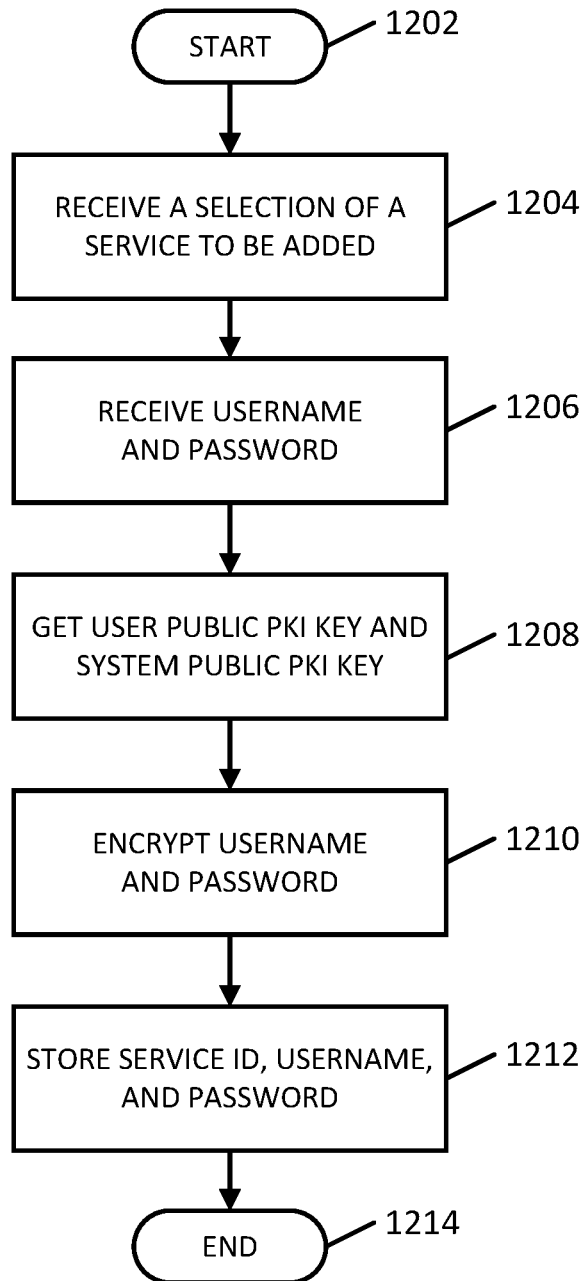 START
1202
RECEIVE A SELECTION OF A
SERVICE TO BE ADDED
1204
RECEIVE USERNAME
AND PASSWORD
1206
GET USER PUBLIC PKI KEY AND
SYSTEM PUBLIC PKI KEY
1208
ENCRYPT USERNAME
AND PASSWORD
1210
STORE SERVICE ID, USERNAME,
AND PASSWORD
1212
END
1214